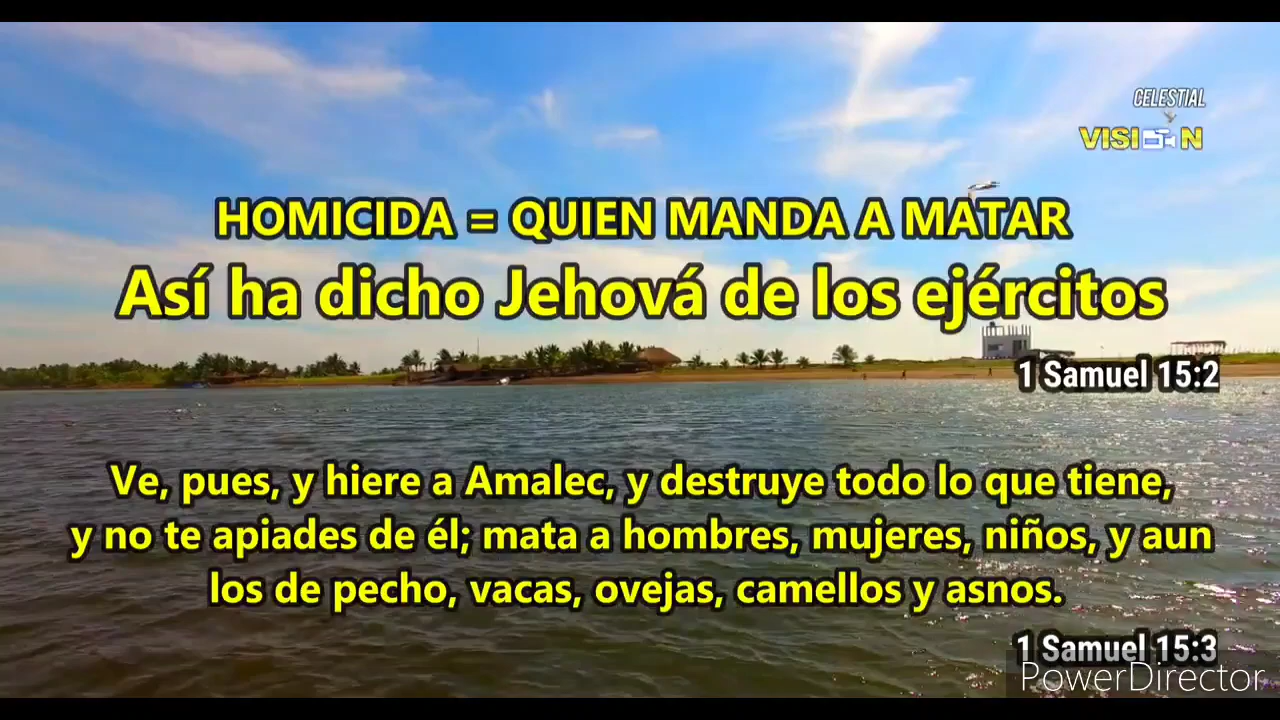 CELESTIAL
VISION
HOMICIDA = QUIEN MANDA A MATAR
Así ha dicho Jehová de los ejércitos
1 Samuel 15:2
Ve, pues, y hiere a Amalec, y destruye todo lo que tiene,
y no te apiades de él; mata a hombres, mujeres, niños, y aun
los de pecho, vacas, ovejas, camellos y asnos.
1 Samuel 15:3
PowerDirector